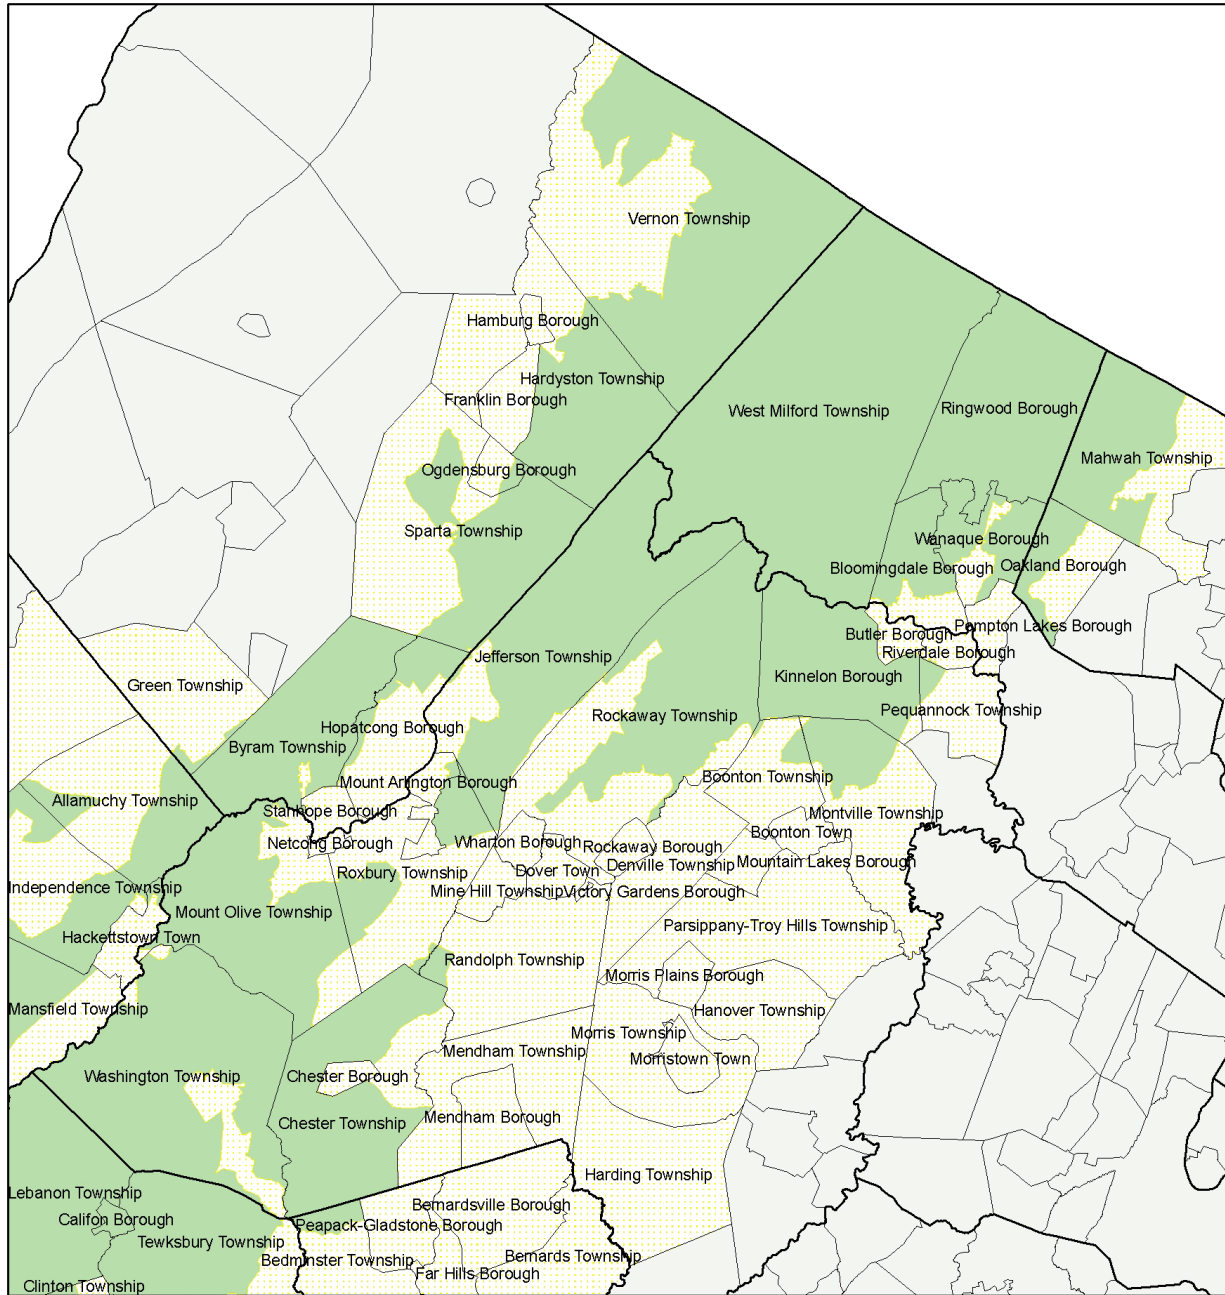 Vernon Township
Hamburg Borough
Hardyston Township
Franklin Borough
West Milford Township
Ringwood Borough
Mahwah Township
Ogdensburg Borough
Sparta Township
Wanaque Borough
Bloomingdale Borough
Oakland Borough
Pompton Lakes Borough
Butler Borough
Riverdale Borough
Jefferson Township
Kinnelon Borough
Green Township
Pequannock Township
Rockaway Township
Hopatcong Borough
Byram Township
Boonton Township
Mount Arlington Borough
Allamuchy Township
Stanhope Borough
Montville Township
Boonton Town
Netcong Borough
Wharton Borough
Rockaway Borough
Mountain Lakes Borough
Denville Township
Dover Town
Roxbury Township
Independence Township
Mine Hill Township
Victory Gardens Borough
Mount Olive Township
Parsippany-Troy Hills Township
Hackettstown Town
Randolph Township
Morris Plains Borough
Mansfield Township
Hanover Township
Morris Township
Mendham Township
Morristown Town
Washington Township
Chester Borough
Chester Township
Mendham Borough
Harding Township
Lebanon Township
Bernardsville Borough
Califon Borough
Peapack-Gladstone Borough
Tewksbury Township
Bernards Township
Bedminster Township
Far Hills Borough
Clinton Township